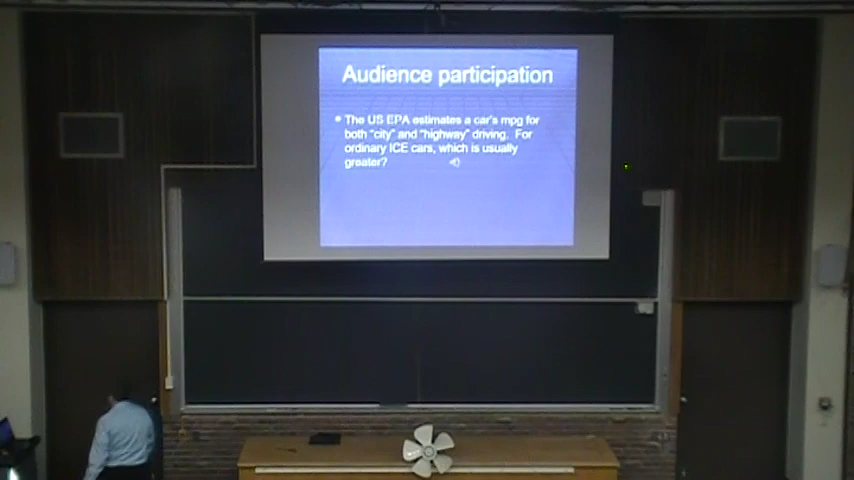 Audience participation
The US EPA estimates a car's mpg for
both "city" and "highway" driving. For
ordinary ICE cars, which is usually
greater?